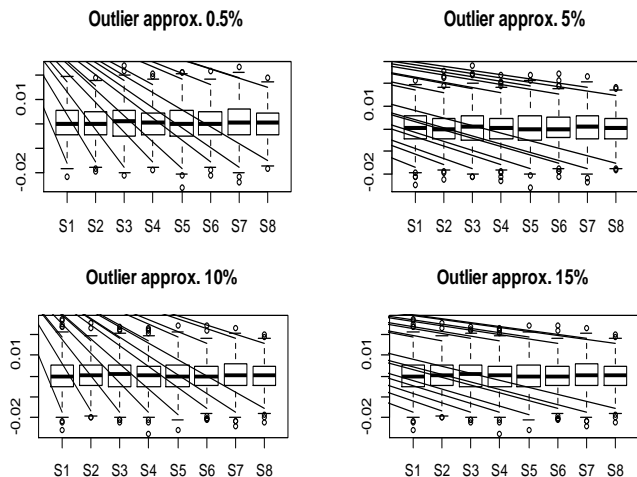 Outlier approx. 0.5%
0.01
-0.02
S1 S2 S3 S4 S5 S6 S7 S8
Outlier approx. 5%
0.01
-0.02
S1 S2 S3 S4 S5 S6 S7 S8
Outlier approx. 10%
0.01
-0.02
S1 S2 S3 S4 S5 S6 S7 S8
Outlier approx. 15%
0.01
-0.02
S1 S2 S3 S4 S5 S6 S7 S8